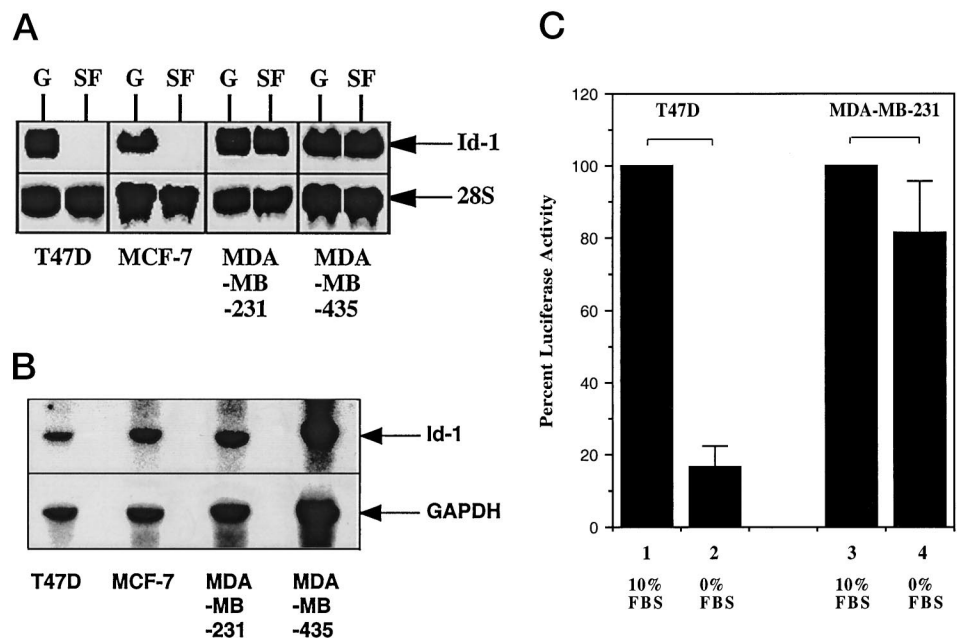 A
G SF G SF G SF G SF
Id-1
28S
T47D MCF-7 MDA MDA
-MB -MB
-231 -435
B
Id-1
GAPDH
T47D MCF-7 MDA MDA
-MB -MB
-231 -435
C
Percent Luciferase Activity
120
100
80
60
40
20
0
T47D MDA-MB-231
1 2 3 4
10% 0% 10% 0%
FBS FBS FBS FBS